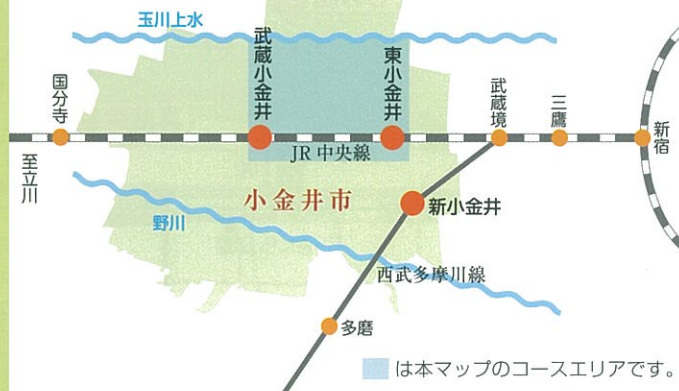 玉川上水
国分寺
武蔵小金井
東小金井
武蔵境
三鷹
新宿
至立川
JR中央線
小金井市
新小金井
野川
西武多摩川線
多磨
は本マップのコースエリアです。